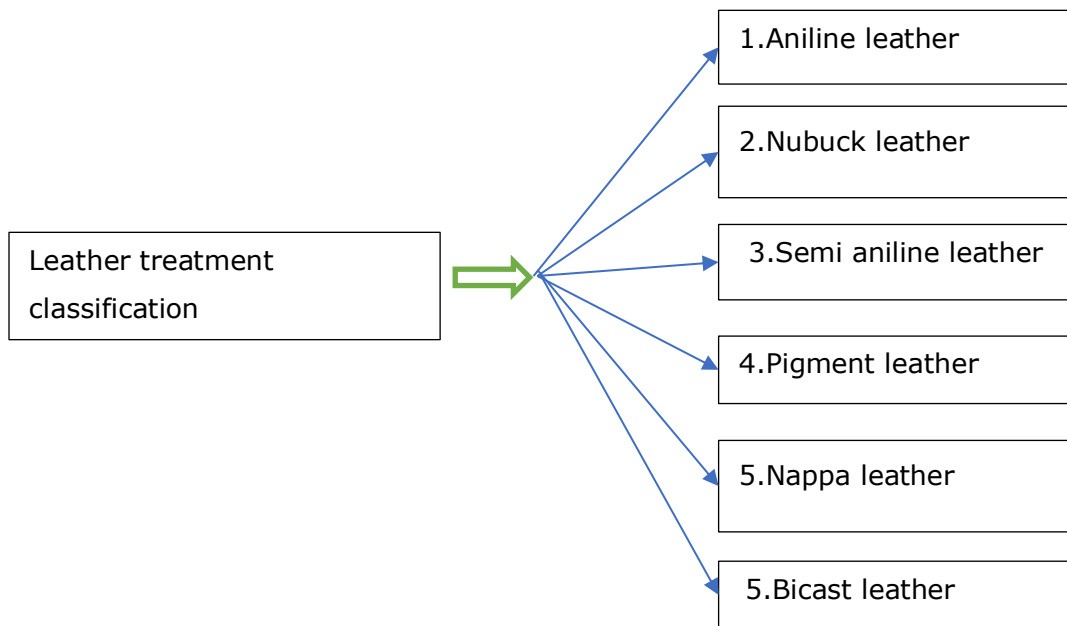 Leather treatment
classification
1.Aniline leather
2.Nubuck leather
3.Semi aniline leather
4.Pigment leather
5.Nappa leather
5.Bicast leather